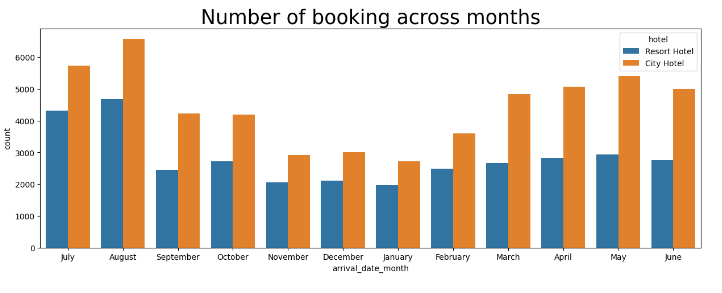 Number of booking across months
hotel
Resort Hotel
City Hotel
count
6000
5000
4000
3000
2000
1000
0
July August September October November December January February March April May June
arrival_date_month